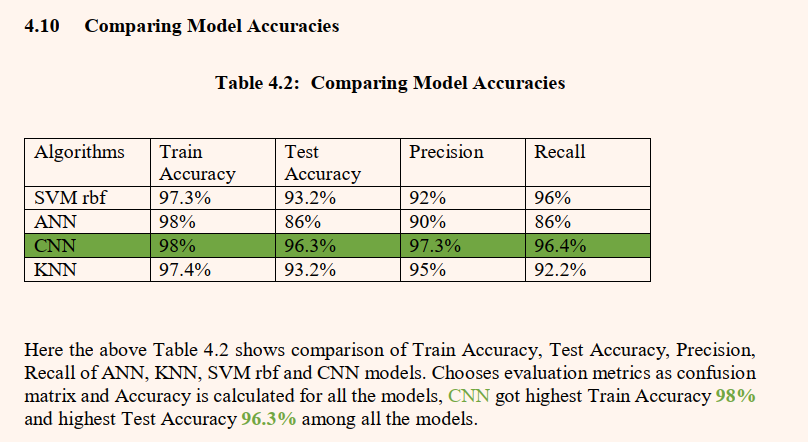 4.10 Comparing Model Accuracies
Table 4.2: Comparing Model Accuracies
Algorithms Train Accuracy Test Accuracy Precision Recall
SVM rbf 97.3% 93.2% 92% 96%
ANN 98% 86% 90% 86%
CNN 98% 96.3% 97.3% 96.4%
KNN 97.4% 93.2% 95% 92.2%
Here the above Table 4.2 shows comparison of Train Accuracy, Test Accuracy, Precision,
Recall of ANN, KNN, SVM rbf and CNN models. Chooses evaluation metrics as confusion
matrix and Accuracy is calculated for all the models, CNN got highest Train Accuracy 98%
and highest Test Accuracy 96.3% among all the models.